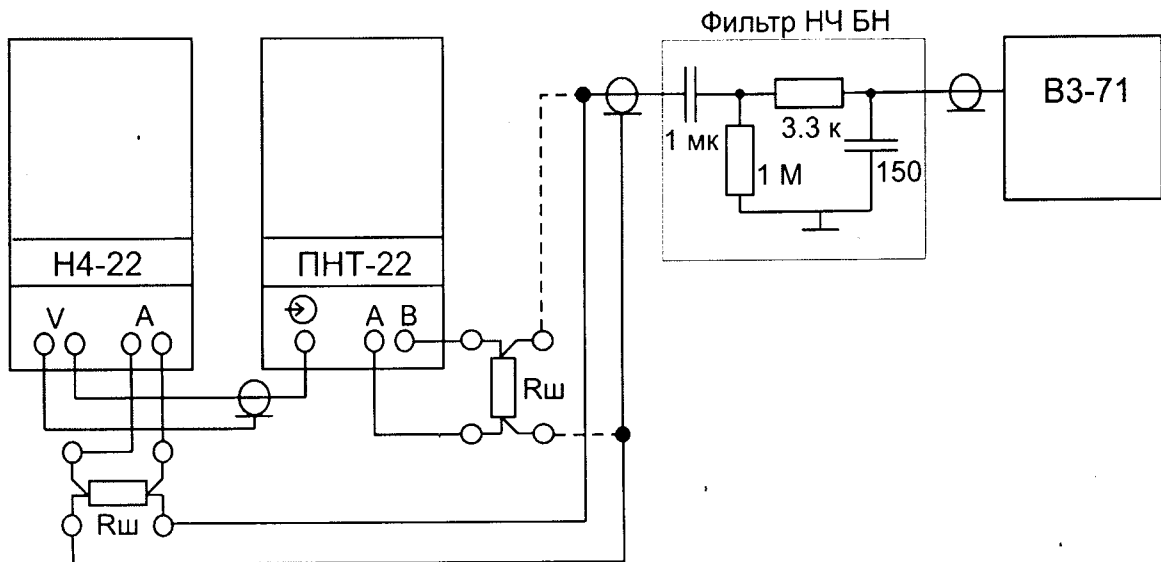 Фильтр НЧ БН
1 мк
3.3 к
1 М
150
В3-71
Н4-22
V
А
ПНТ-22
А
В
Rш
Rш